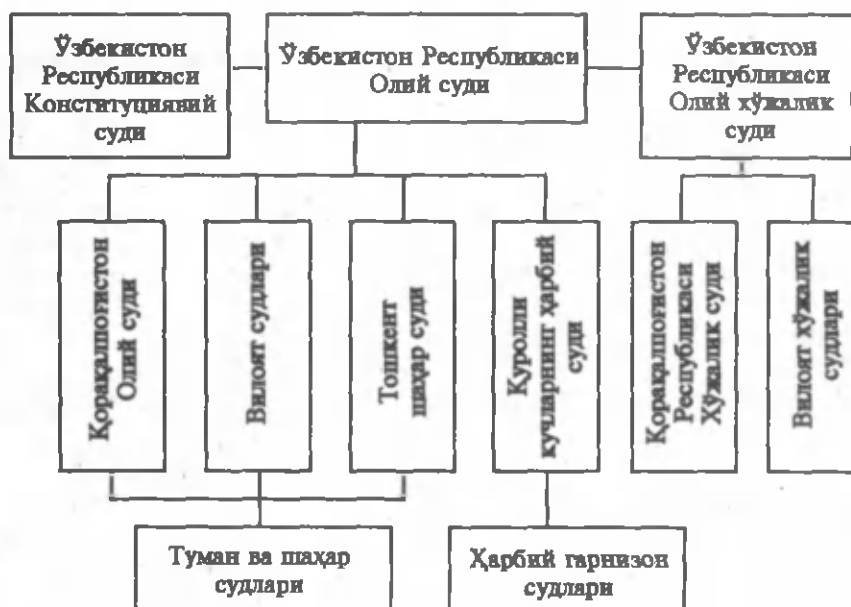 Ўзбекистон
Республикаси
Конституциявий
суди
Ўзбекистон Республикаси
Олий суди
Ўзбекистон
Республикаси
Олий хўжалик
суди
Қорақалпоғистон
Олий суди
Вилоят судлари
Тошкент
шаҳар суди
Қуролли
кучларнинг ҳарбий
суди
Қорақалпоғистон
Республикаси
Хўжалик суди
Вилоят хўжалик
судлари
Туман ва шаҳар
судлари
Ҳарбий гарнизон
судлари